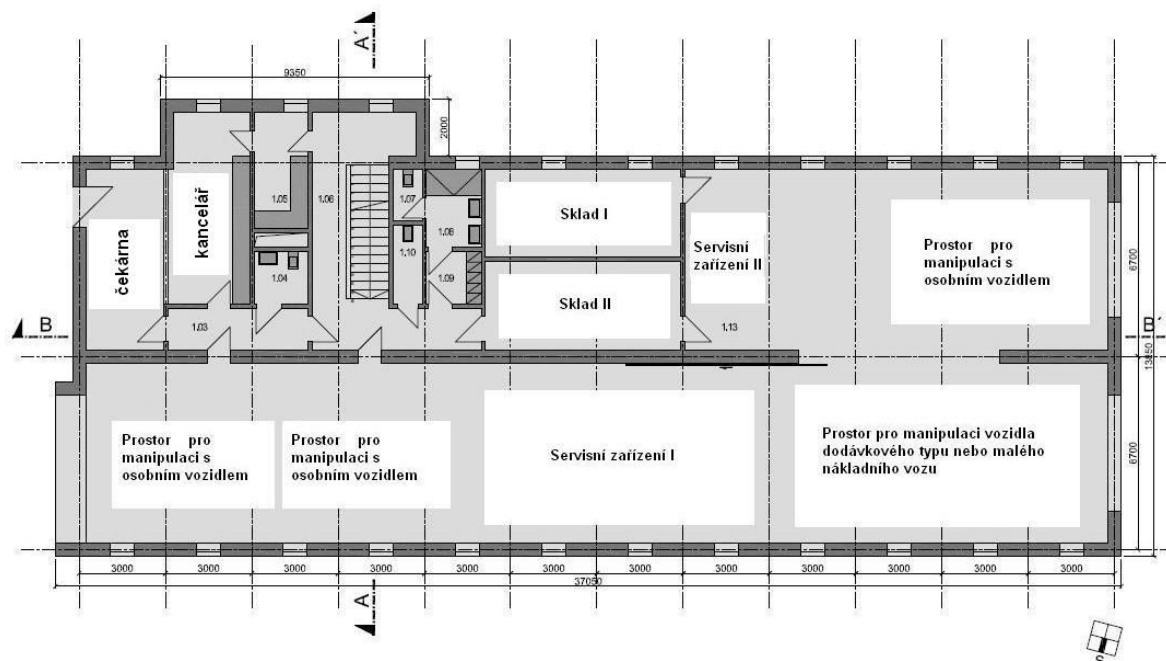 A´
9350
2000
čekárna
kancelář
1.05
1.06
1.07
1.08
1.10
1.09
1.04
1.03
Sklad I
Sklad II
Servisní
zařízení II
1.13
Prostor pro
manipulaci s
osobním vozidlem
6700
B
B´
13850
Prostor pro
manipulaci s
osobním vozidlem
Prostor pro
manipulaci s
osobním vozidlem
Servisní zařízení I
Prostor pro manipulaci vozidla
dodávkového typu nebo malého
nákladního vozu
6700
3000 3000 3000 3000 3000 3000 3000 3000 3000 3000 3000 3000
37050
A
S